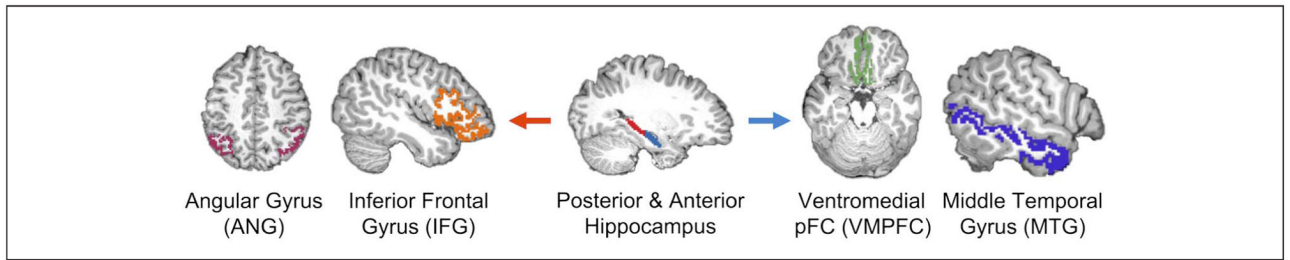 Angular Gyrus
(ANG)
Inferior Frontal
Gyrus (IFG)
Posterior & Anterior
Hippocampus
Ventromedial
pFC (VMPFC)
Middle Temporal
Gyrus (MTG)